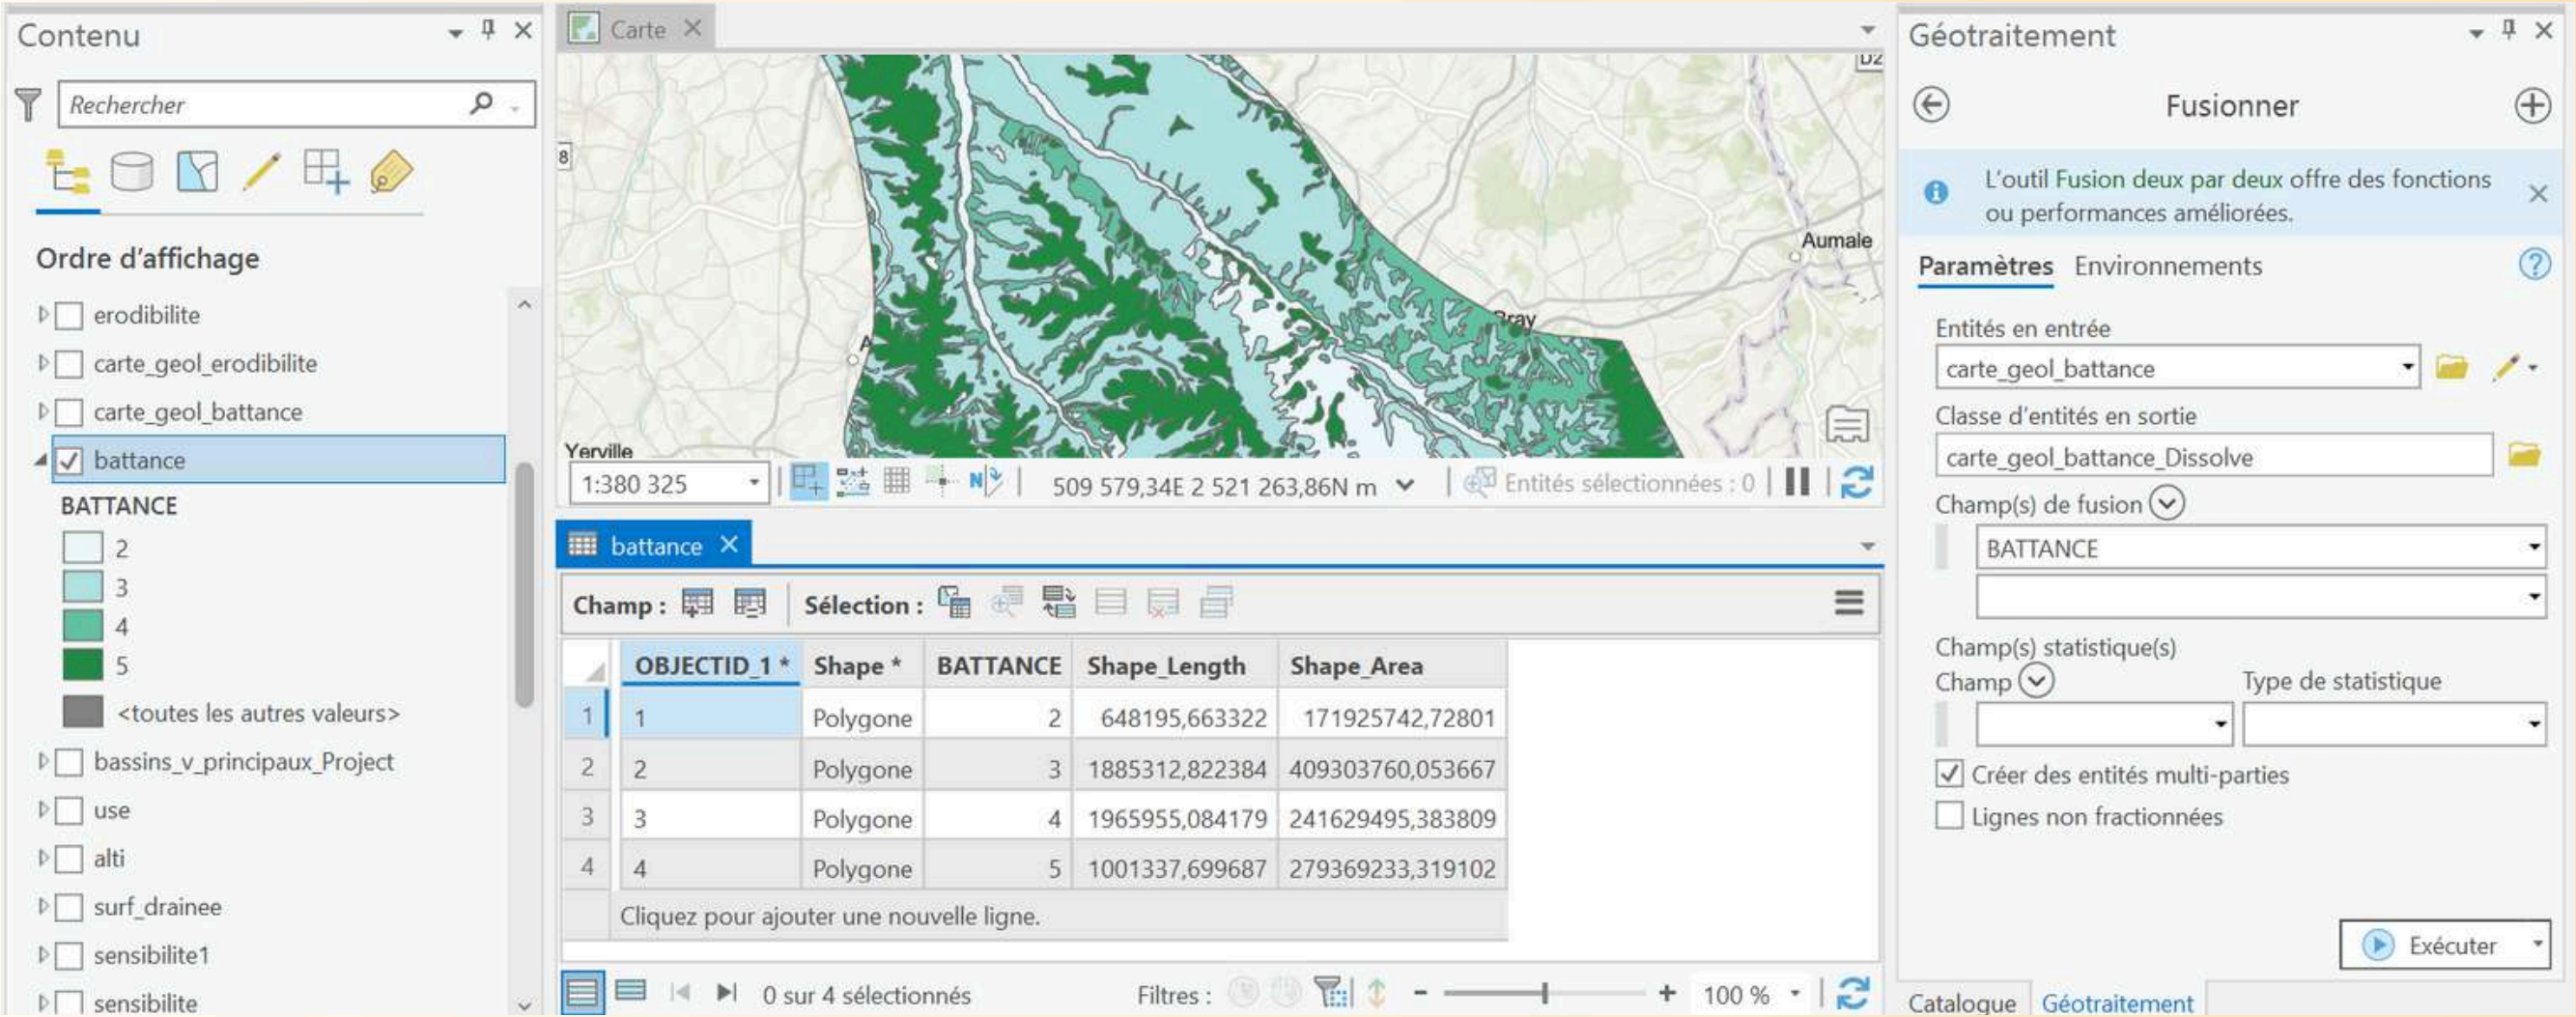 Contenu
Rechercher
Ordre d'affichage
erodibilite
carte_geol_erodibilite
carte_geol_battance
battance
BATTANCE
2
3
4
5
<toutes les autres valeurs>
bassins_v_principaux_Project
use
alti
surf_drainee
sensibilite1
sensibilite
Carte
D2
8
Aumale
Bray
A
Yerville
1:380 325
N
509 579,34E 2 521 263,86N m
Entités sélectionnées : 0
battance
Champ :
Sélection :
OBJECTID_1 * Shape * BATTANCE Shape_Length Shape_Area
1 1 Polygone 2 648195,663322 171925742,72801
2 2 Polygone 3 1885312,822384 409303760,053667
3 3 Polygone 4 1965955,084179 241629495,383809
4 4 Polygone 5 1001337,699687 279369233,319102
Cliquez pour ajouter une nouvelle ligne.
0 sur 4 sélectionnés
Filtres :
- + 100 %
Géotraitement
Fusionner
L'outil Fusion deux par deux offre des fonctions
ou performances améliorées.
Paramètres Environnements
Entités en entrée
carte_geol_battance
Classe d'entités en sortie
carte_geol_battance_Dissolve
Champ(s) de fusion
BATTANCE
Champ(s) statistique(s)
Champ Type de statistique
Créer des entités multi-parties
Lignes non fractionnées
Exécuter
Catalogue Géotraitement